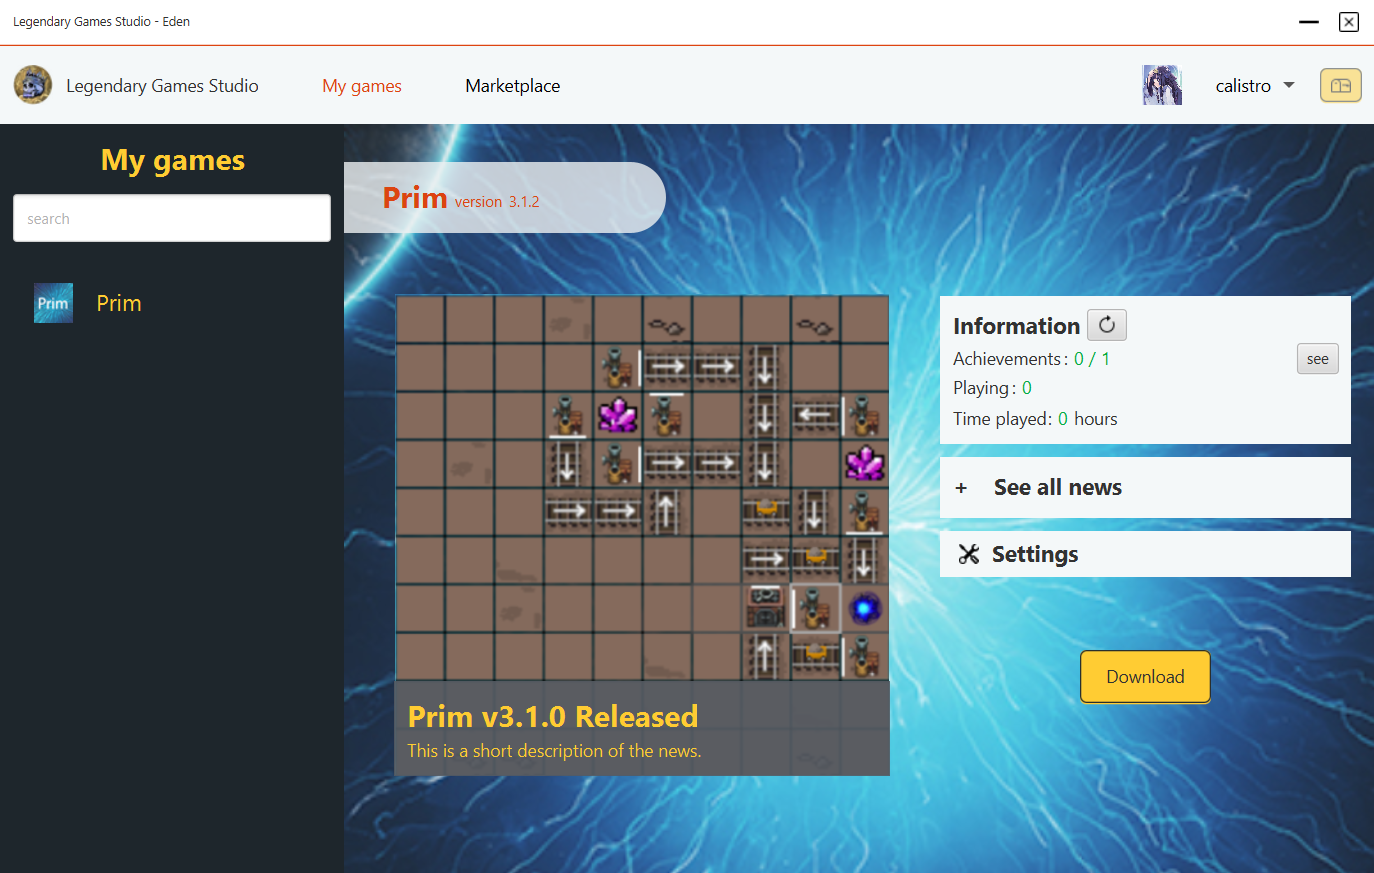 Legendary Games Studio - Eden
Legendary Games Studio
My games
Marketplace
calistro
My games
search
Prim
Prim
Prim version 3.1.2
Prim v3.1.0 Released
This is a short description of the news.
Information
Achievements : 0 / 1
see
Playing : 0
Time played: 0 hours
+ See all news
Settings
Download